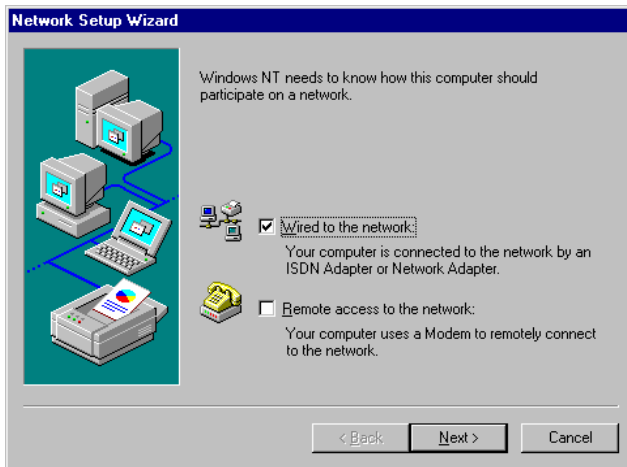 Network Setup Wizard
Windows NT needs to know how this computer should
participate on a network.
Wired to the network:
Your computer is connected to the network by an
ISDN Adapter or Network Adapter.
Remote access to the network:
Your computer uses a Modem to remotely connect
to the network.
< Back
Next >
Cancel